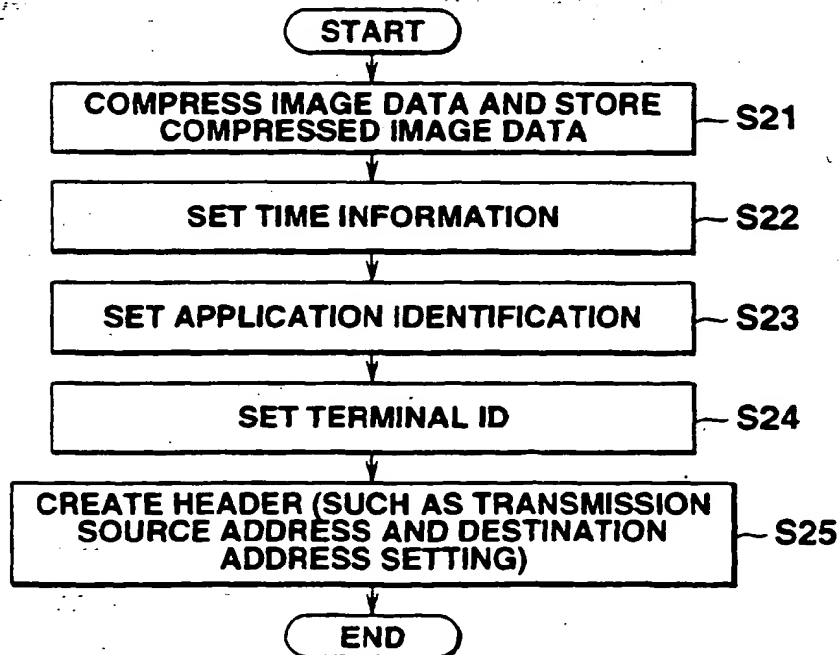 START
COMPRESS IMAGE DATA AND STORE
COMPRESSED IMAGE DATA
S21
SET TIME INFORMATION
S22
SET APPLICATION IDENTIFICATION
S23
SET TERMINAL ID
S24
CREATE HEADER (SUCH AS TRANSMISSION
SOURCE ADDRESS AND DESTINATION
ADDRESS SETTING)
S25
END